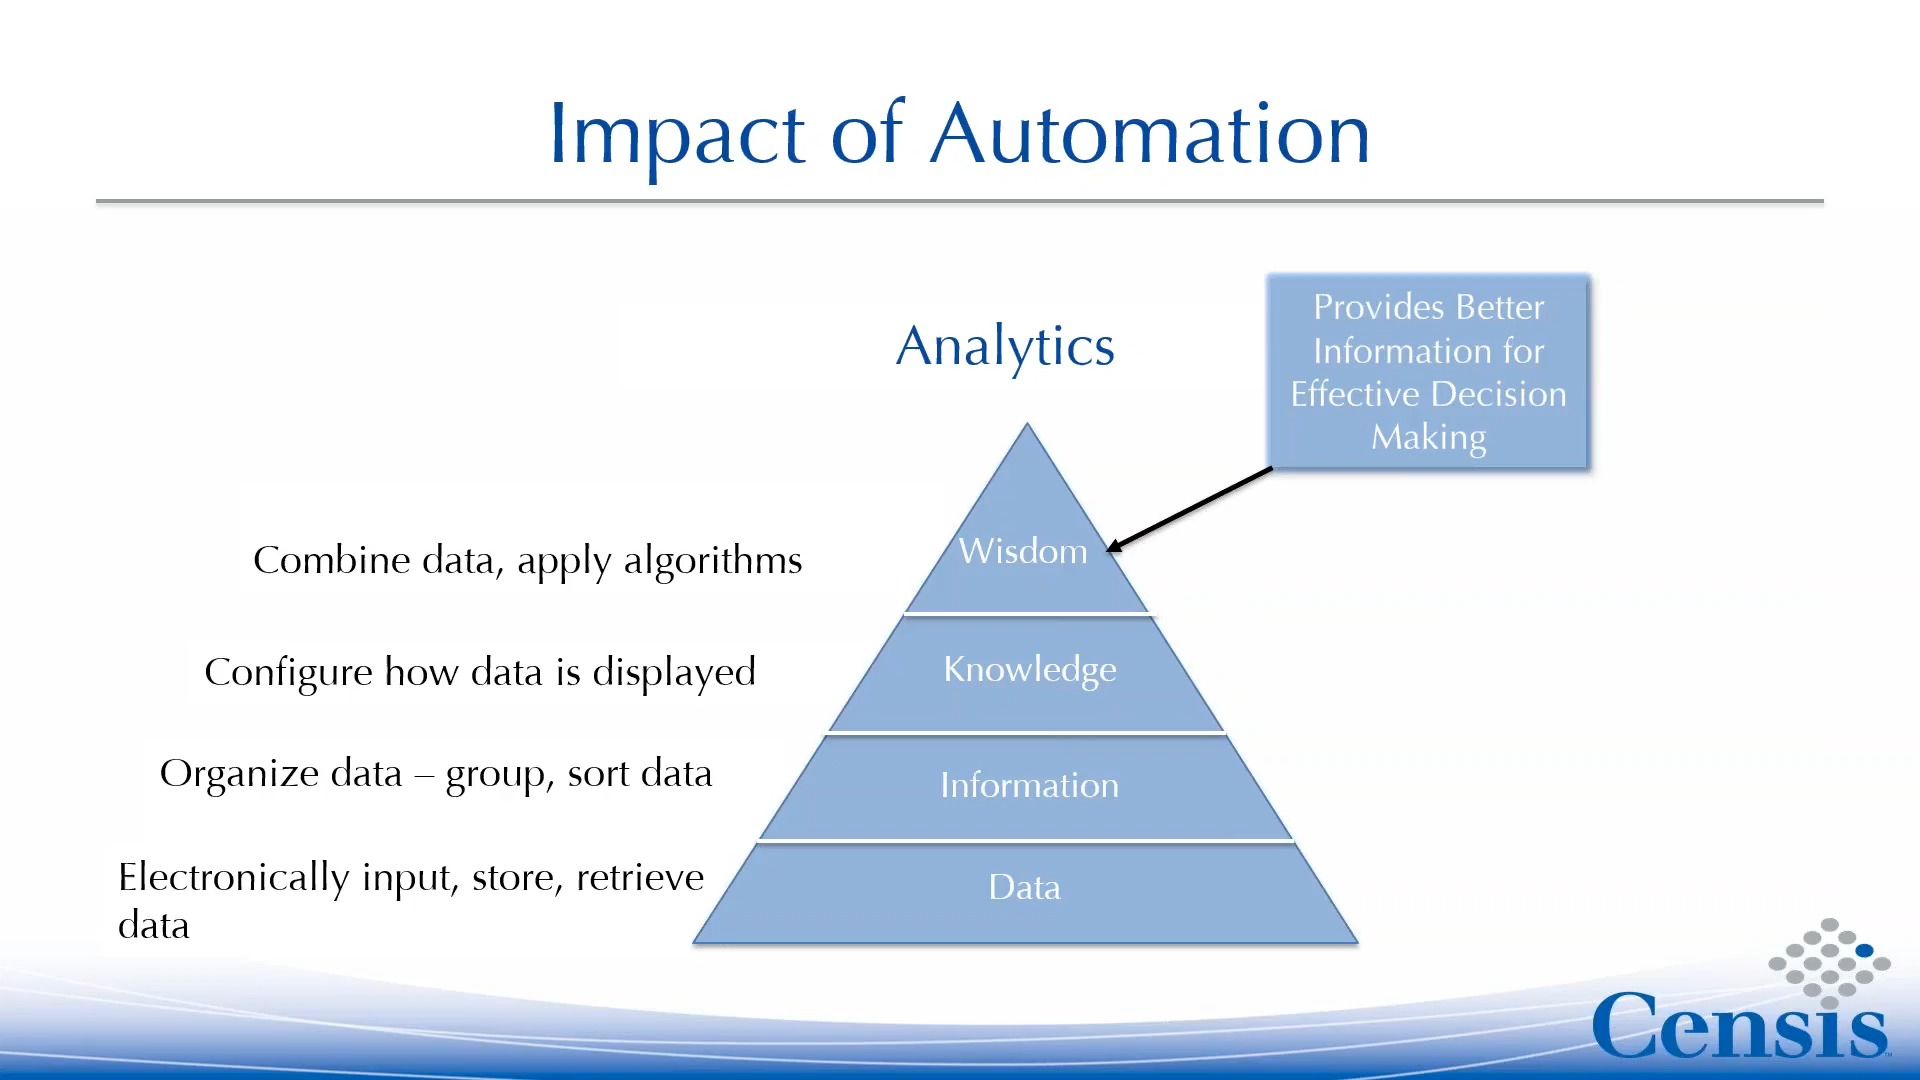 Impact of Automation
Analytics
Provides Better
Information for
Effective Decision
Making
Combine data, apply algorithms
Wisdom
Configure how data is displayed
Knowledge
Organize data – group, sort data
Information
Electronically input, store, retrieve
data
Data
Censis